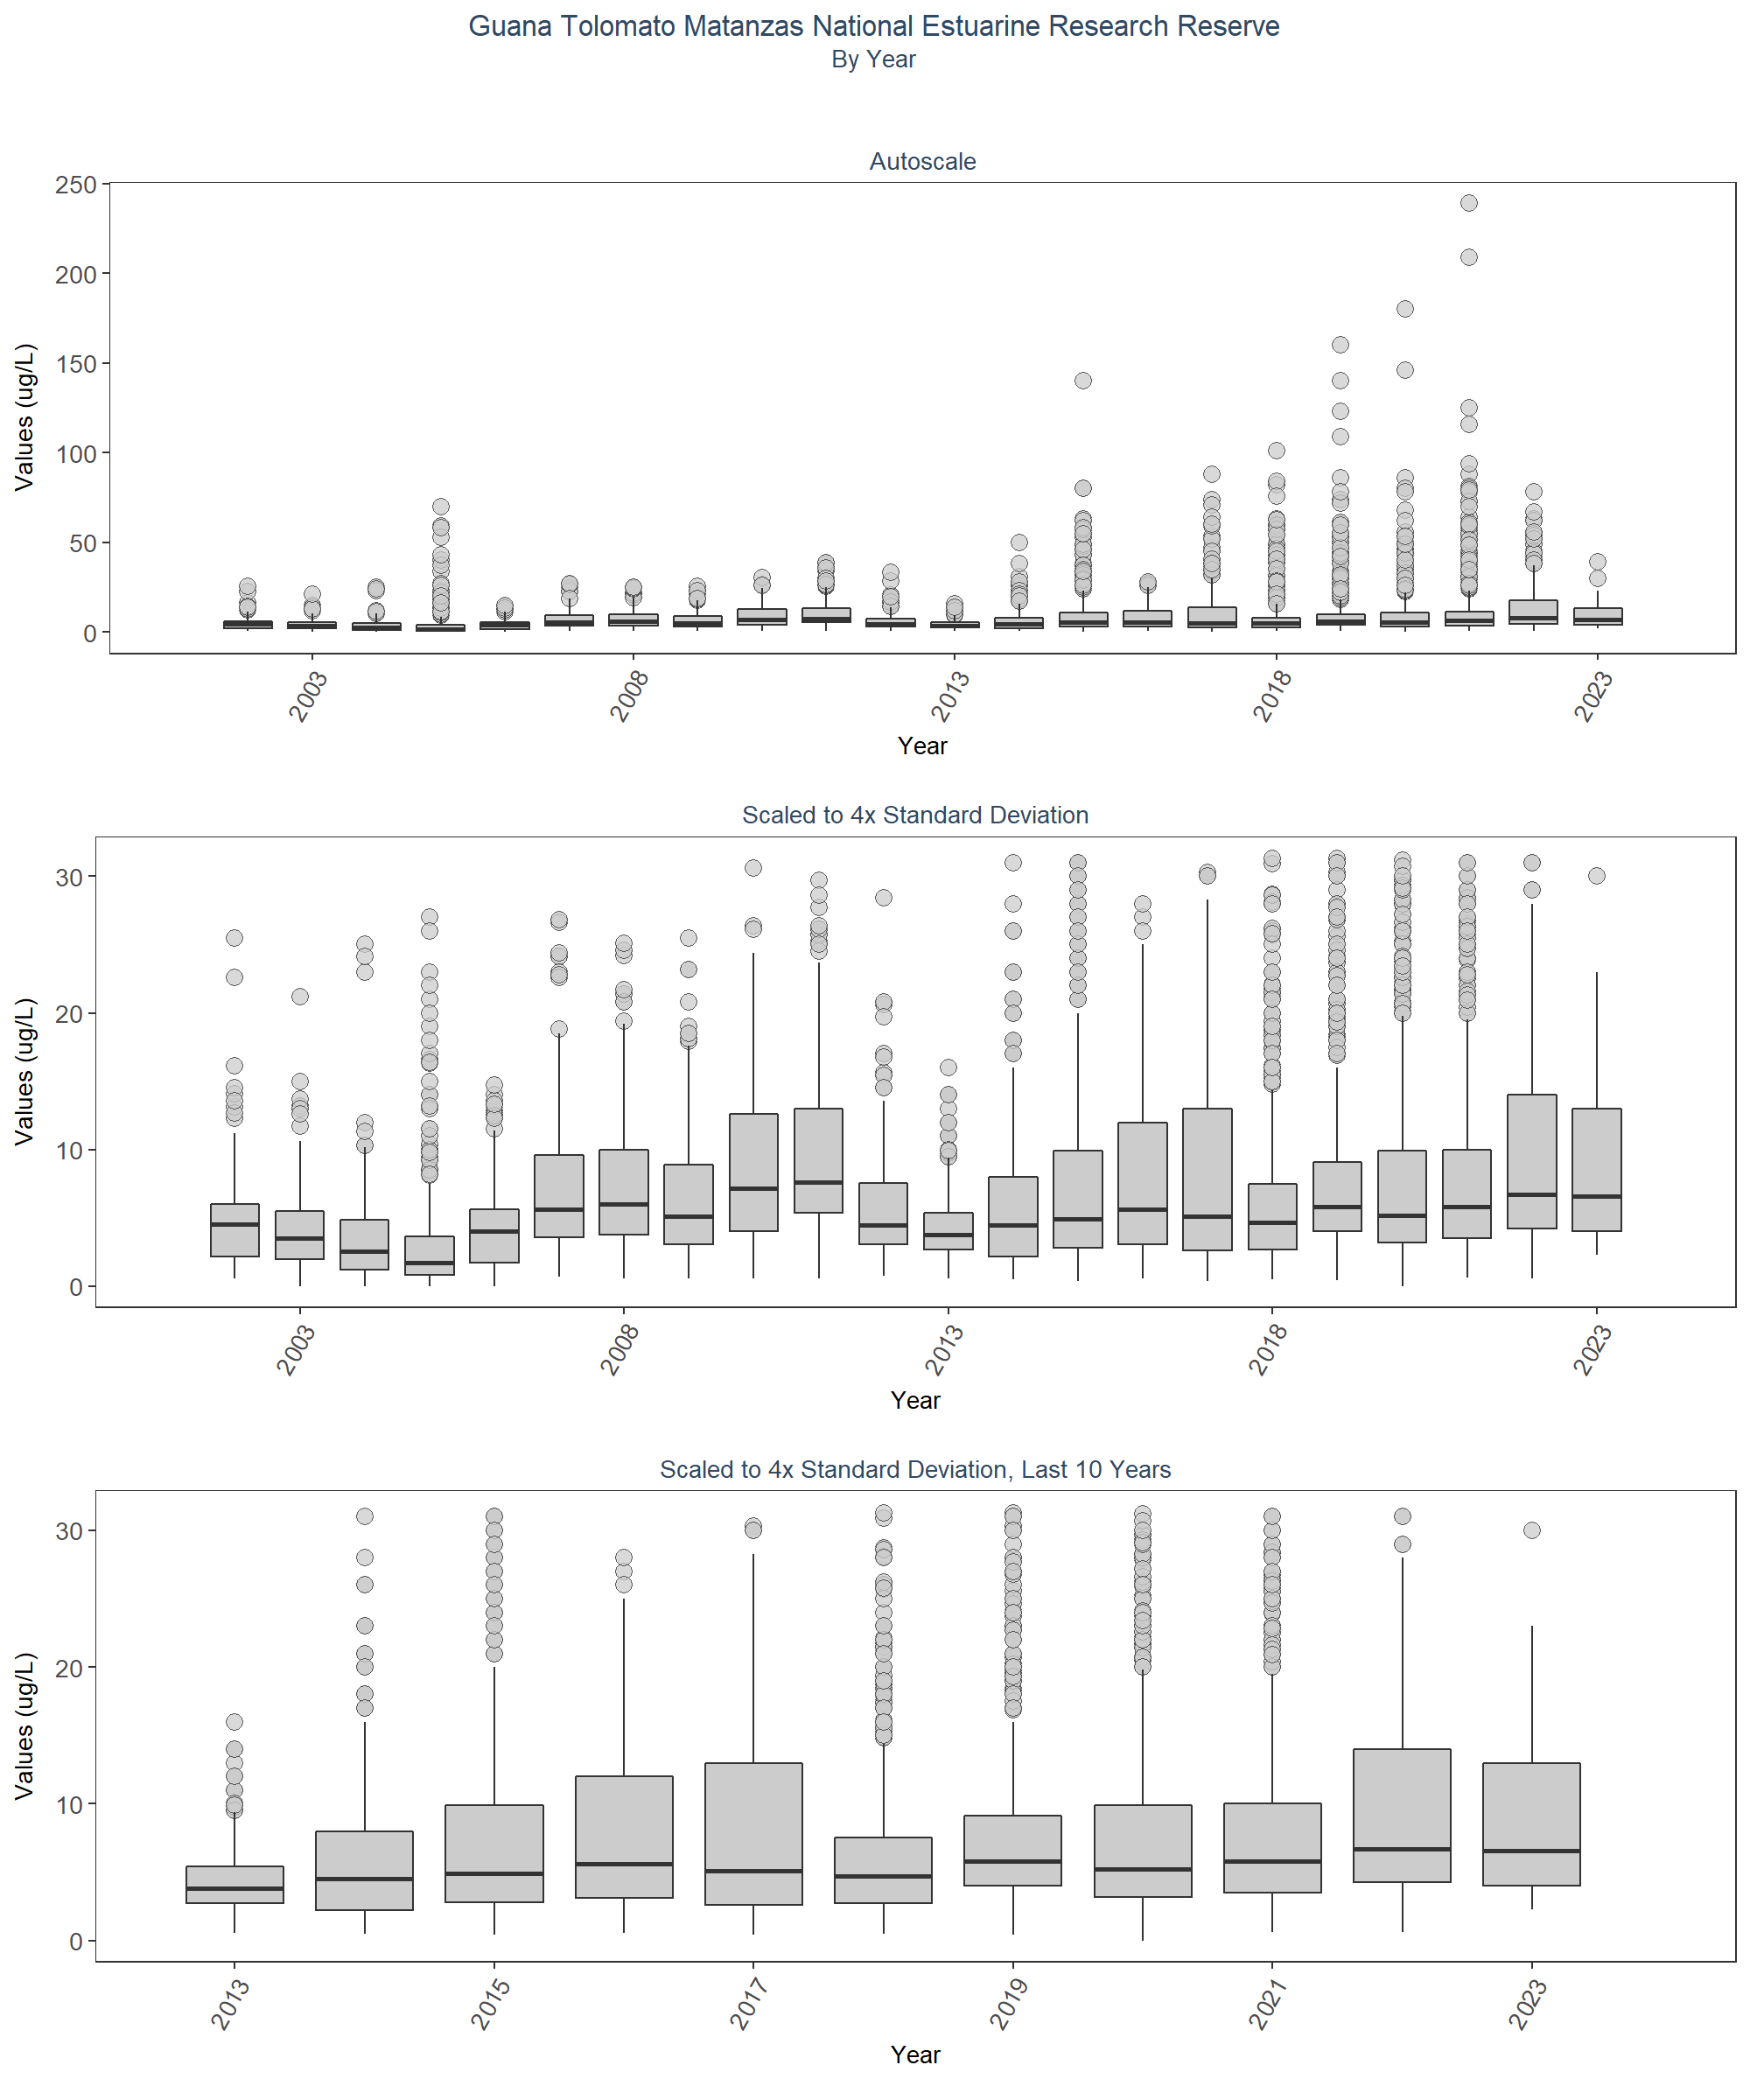 Guana Tolomato Matanzas National Estuarine Research Reserve
By Year
Autoscale
Values (ug/L)
250
200
150
100
50
0
2003
2008
2013
2018
2023
Year
Scaled to 4x Standard Deviation
Values (ug/L)
30
20
10
0
2003
2008
2013
2018
2023
Year
Scaled to 4x Standard Deviation, Last 10 Years
Values (ug/L)
30
20
10
0
2013
2015
2017
2019
2021
2023
Year